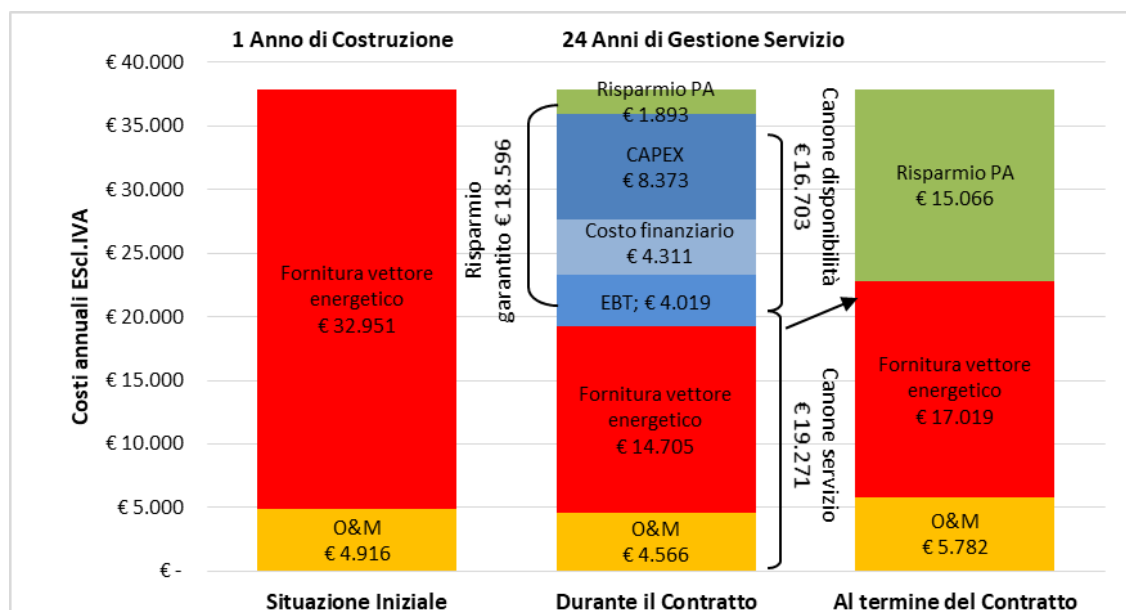 1 Anno di Costruzione
24 Anni di Gestione Servizio
Costi annuali EScl.IVA
€ 40.000
€ 35.000
€ 30.000
€ 25.000
€ 20.000
€ 15.000
€ 10.000
€ 5.000
€ -
Fornitura vettore
energetico
€ 32.951
O&M
€ 4.916
Situazione Iniziale
Risparmio
garantito € 18.596
Risparmio PA
€ 1.893
CAPEX
€ 8.373
Costo finanziario
€ 4.311
EBT; € 4.019
Fornitura vettore
energetico
€ 14.705
O&M
€ 4.566
Durante il Contratto
Canone disponibilità
€ 16.703
Canone servizio
€ 19.271
Risparmio PA
€ 15.066
Fornitura vettore
energetico
€ 17.019
O&M
€ 5.782
Al termine del Contratto